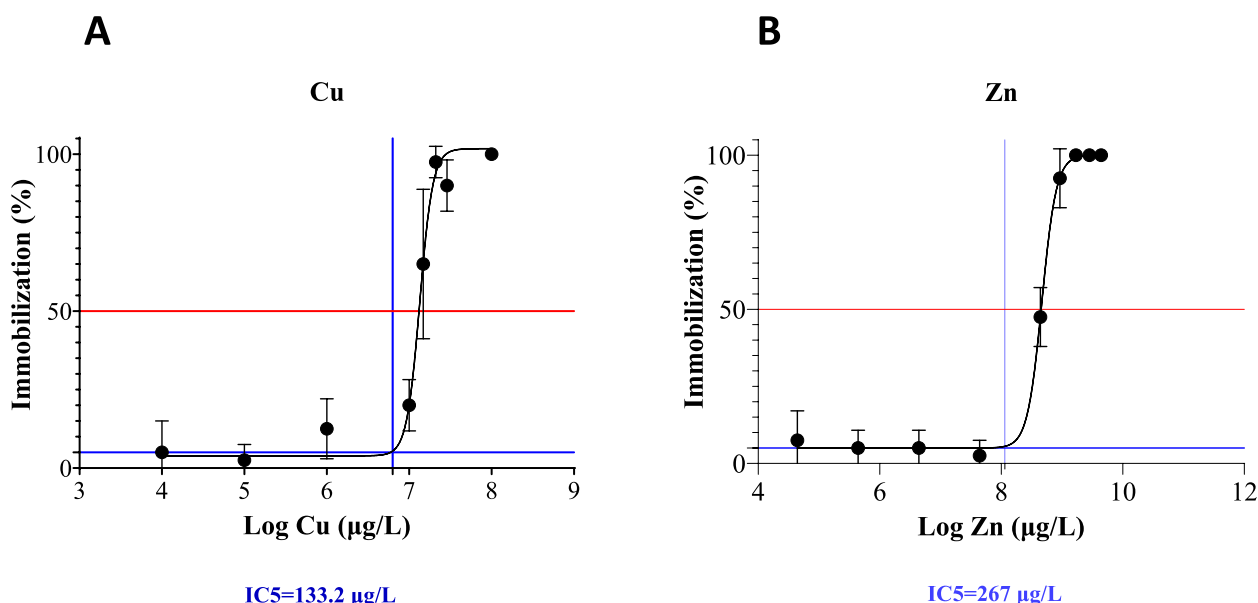 A
B
Cu
Zn
Immobilization (%)
100
50
0
3
4
5
6
7
8
9
Log Cu (µg/L)
Immobilization (%)
100
50
0
4
6
8
10
12
Log Zn (µg/L)
IC5=133.2 µg/L
IC5=267 µg/L